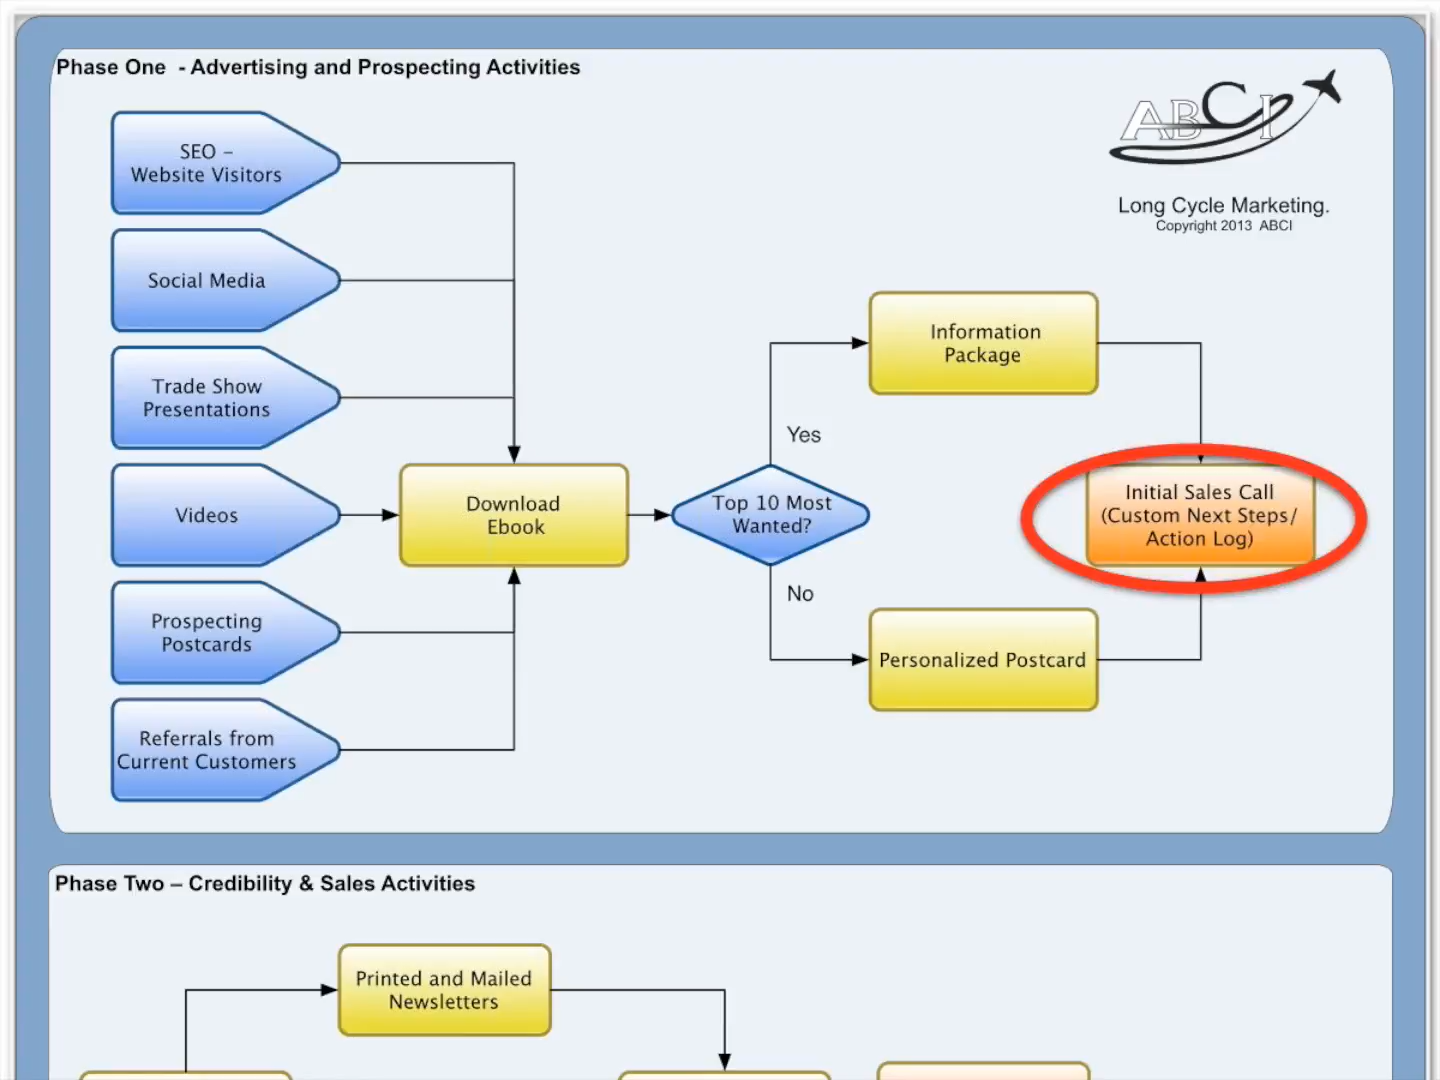 Phase One  - Advertising and Prospecting Activities
ABCI
Long Cycle Marketing.
Copyright 2013  ABCI
SEO –
Website Visitors
Social Media
Trade Show
Presentations
Videos
Prospecting
Postcards
Referrals from
Current Customers
Download
Ebook
Top 10 Most
Wanted?
Yes
No
Information
Package
Personalized Postcard
Initial Sales Call
(Custom Next Steps/
Action Log)
Phase Two – Credibility & Sales Activities
Printed and Mailed
Newsletters